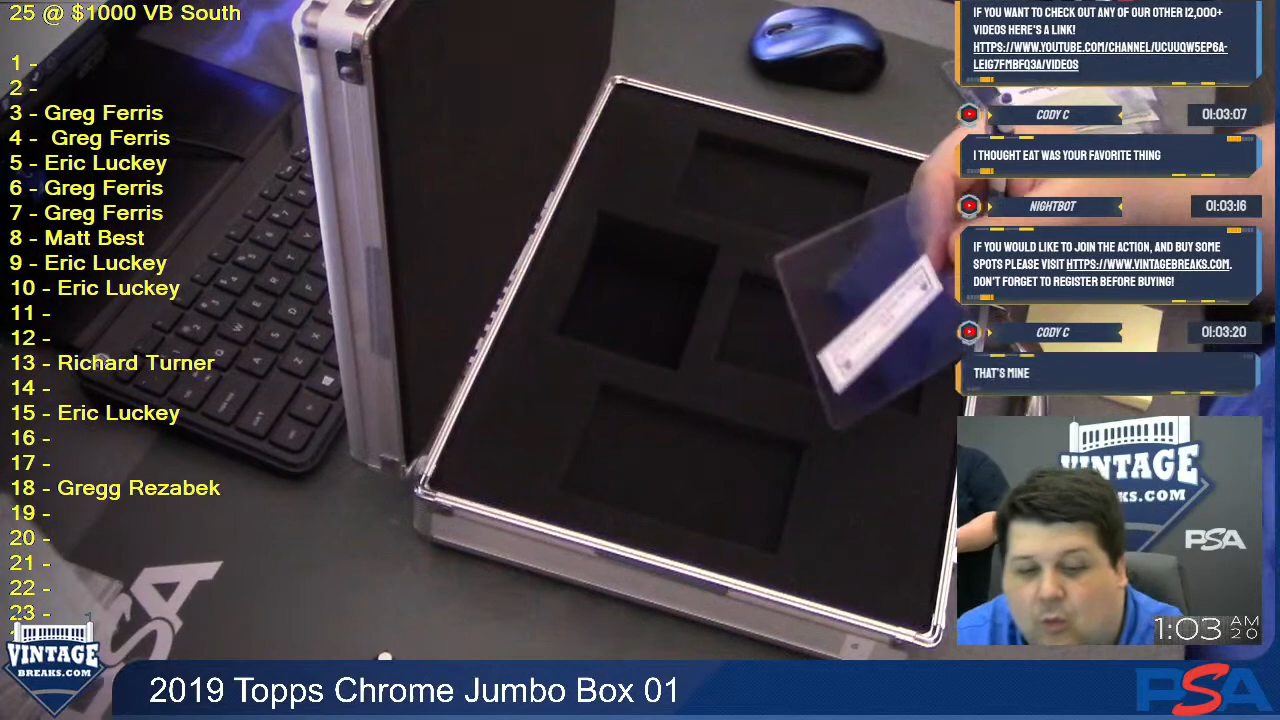 25 @ $1000 VB South
1 -
2 -
3 - Greg Ferris
4 - Greg Ferris
5 - Eric Luckey
6 - Greg Ferris
7 - Greg Ferris
8 - Matt Best
9 - Eric Luckey
10 - Eric Luckey
11 -
12 -
13 - Richard Turner
14 -
15 - Eric Luckey
16 -
17 -
18 - Gregg Rezabek
19 -
20 -
21 -
22 -
23 -
VINTAGE
BREAKS.COM
2019 Topps Chrome Jumbo Box 01
PSA
IF YOU WANT TO CHECK OUT ANY OF OUR OTHER 12,000+
VIDEOS HERE'S A LINK!
HTTPS://WWW.YOUTUBE.COM/CHANNEL/UCUUQW5EP6A-
LEIG7FMBFQ3A/VIDEOS
CODY C
01:03:07
I THOUGHT EAT WAS YOUR FAVORITE THING
NIGHTBOT
01:03:16
IF YOU WOULD LIKE TO JOIN THE ACTION, AND BUY SOME
SPOTS PLEASE VISIT HTTPS://WWW.VINTAGEBREAKS.COM.
DON'T FORGET TO REGISTER BEFORE BUYING!
CODY C
01:03:20
THAT'S MINE
VINTAGE
BREAKS.COM
PSA
1:03 AM
20
PSA